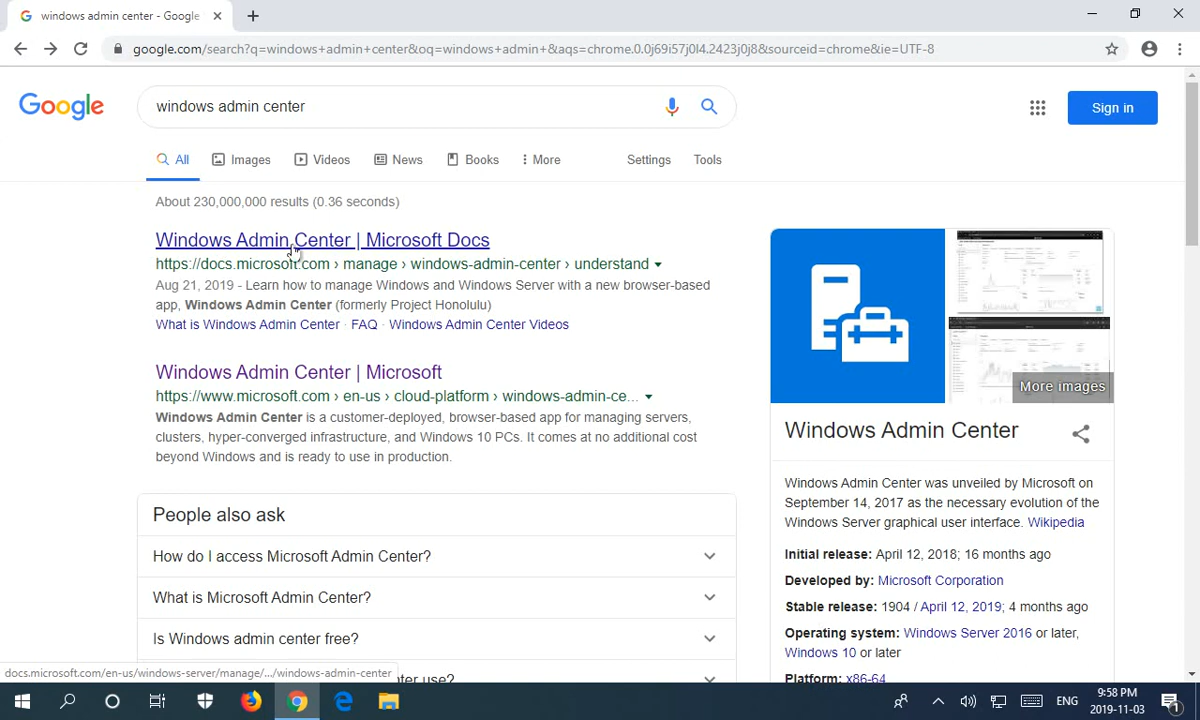 windows admin center - Google
google.com/search?q=windows+admin+center&oq=windows+admin+&aqs=chrome.0.0j69i57j0l4.2423j0j8&sourceid=chrome&ie=UTF-8
Google
windows admin center
Sign in
All Images Videos News Books More Settings Tools
About 230,000,000 results (0.36 seconds)
Windows Admin Center | Microsoft Docs
https://docs.microsoft.com › manage › windows-admin-center › understand
Aug 21, 2019 - Learn how to manage Windows and Windows Server with a new browser-based
app, Windows Admin Center (formerly Project Honolulu)
What is Windows Admin Center · FAQ · Windows Admin Center Videos
Windows Admin Center | Microsoft
https://www.microsoft.com › en-us › cloud-platform › windows-admin-ce...
Windows Admin Center is a customer-deployed, browser-based app for managing servers,
clusters, hyper-converged infrastructure, and Windows 10 PCs. It comes at no additional cost
beyond Windows and is ready to use in production.
People also ask
How do I access Microsoft Admin Center?
What is Microsoft Admin Center?
Is Windows admin center free?
use?
More images
Windows Admin Center
Windows Admin Center was unveiled by Microsoft on
September 14, 2017 as the necessary evolution of the
Windows Server graphical user interface. Wikipedia
Initial release: April 12, 2018; 16 months ago
Developed by: Microsoft Corporation
Stable release: 1904 / April 12, 2019; 4 months ago
Operating system: Windows Server 2016 or later,
Windows 10 or later
Platform: x86-64
docs.microsoft.com/en-us/windows-server/manage/.../windows-admin-center
ENG
9:58 PM
2019-11-03
1